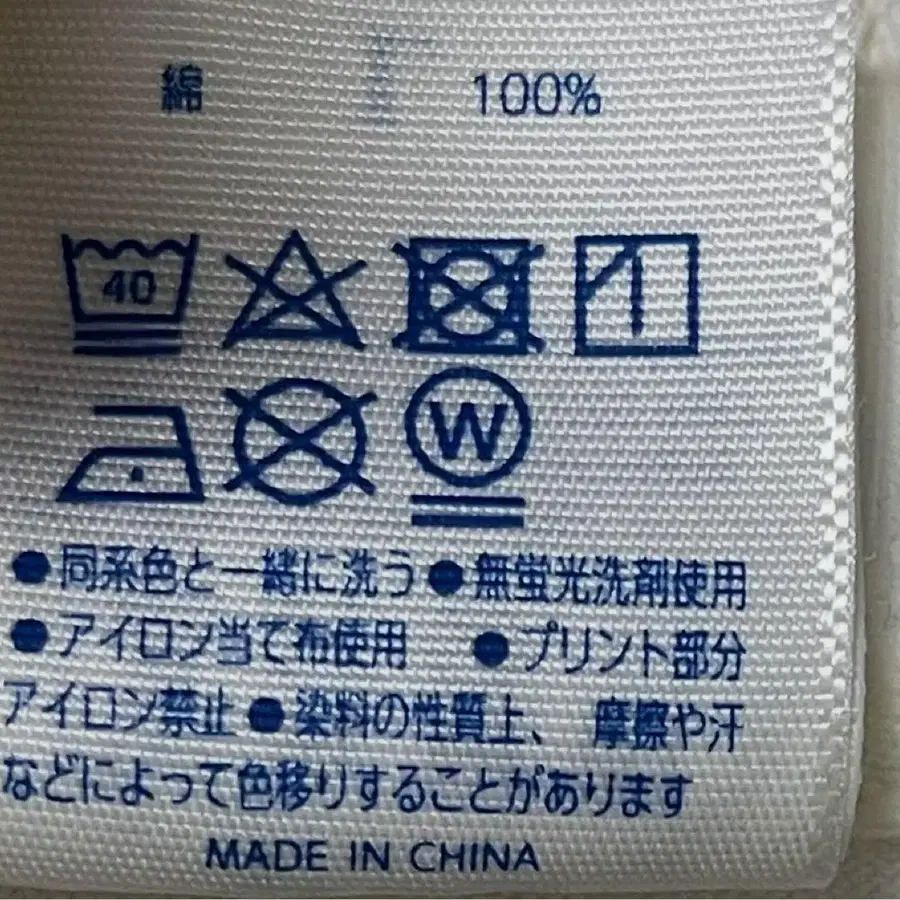 綿 100%
40
W
●同系色と一緒に洗う●無蛍光洗剤使用
●アイロン当て布使用 ●プリント部分
アイロン禁止●染料の性質上、 摩擦や汗
などによって色移りすることがあります
MADE IN CHINA